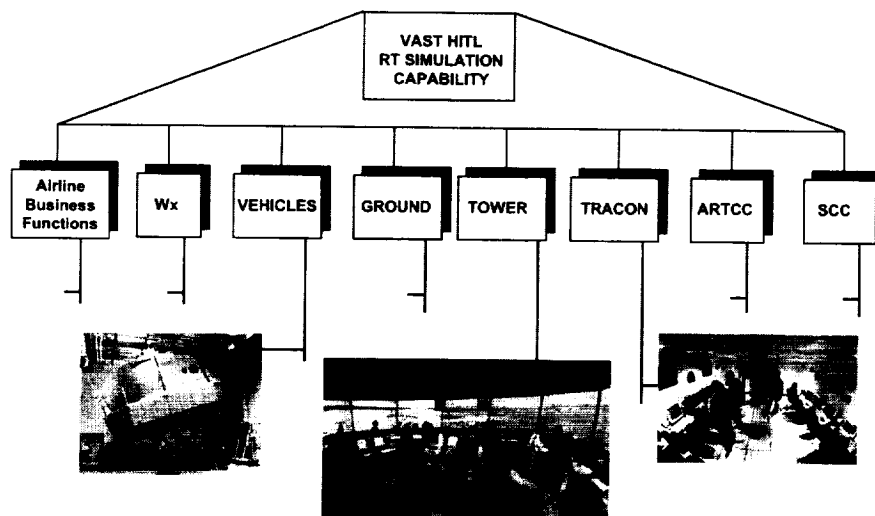 VAST HITL
RT SIMULATION
CAPABILITY
Airline
Business
Functions
Wx
VEHICLES
GROUND
TOWER
TRACON
ARTCC
SCC